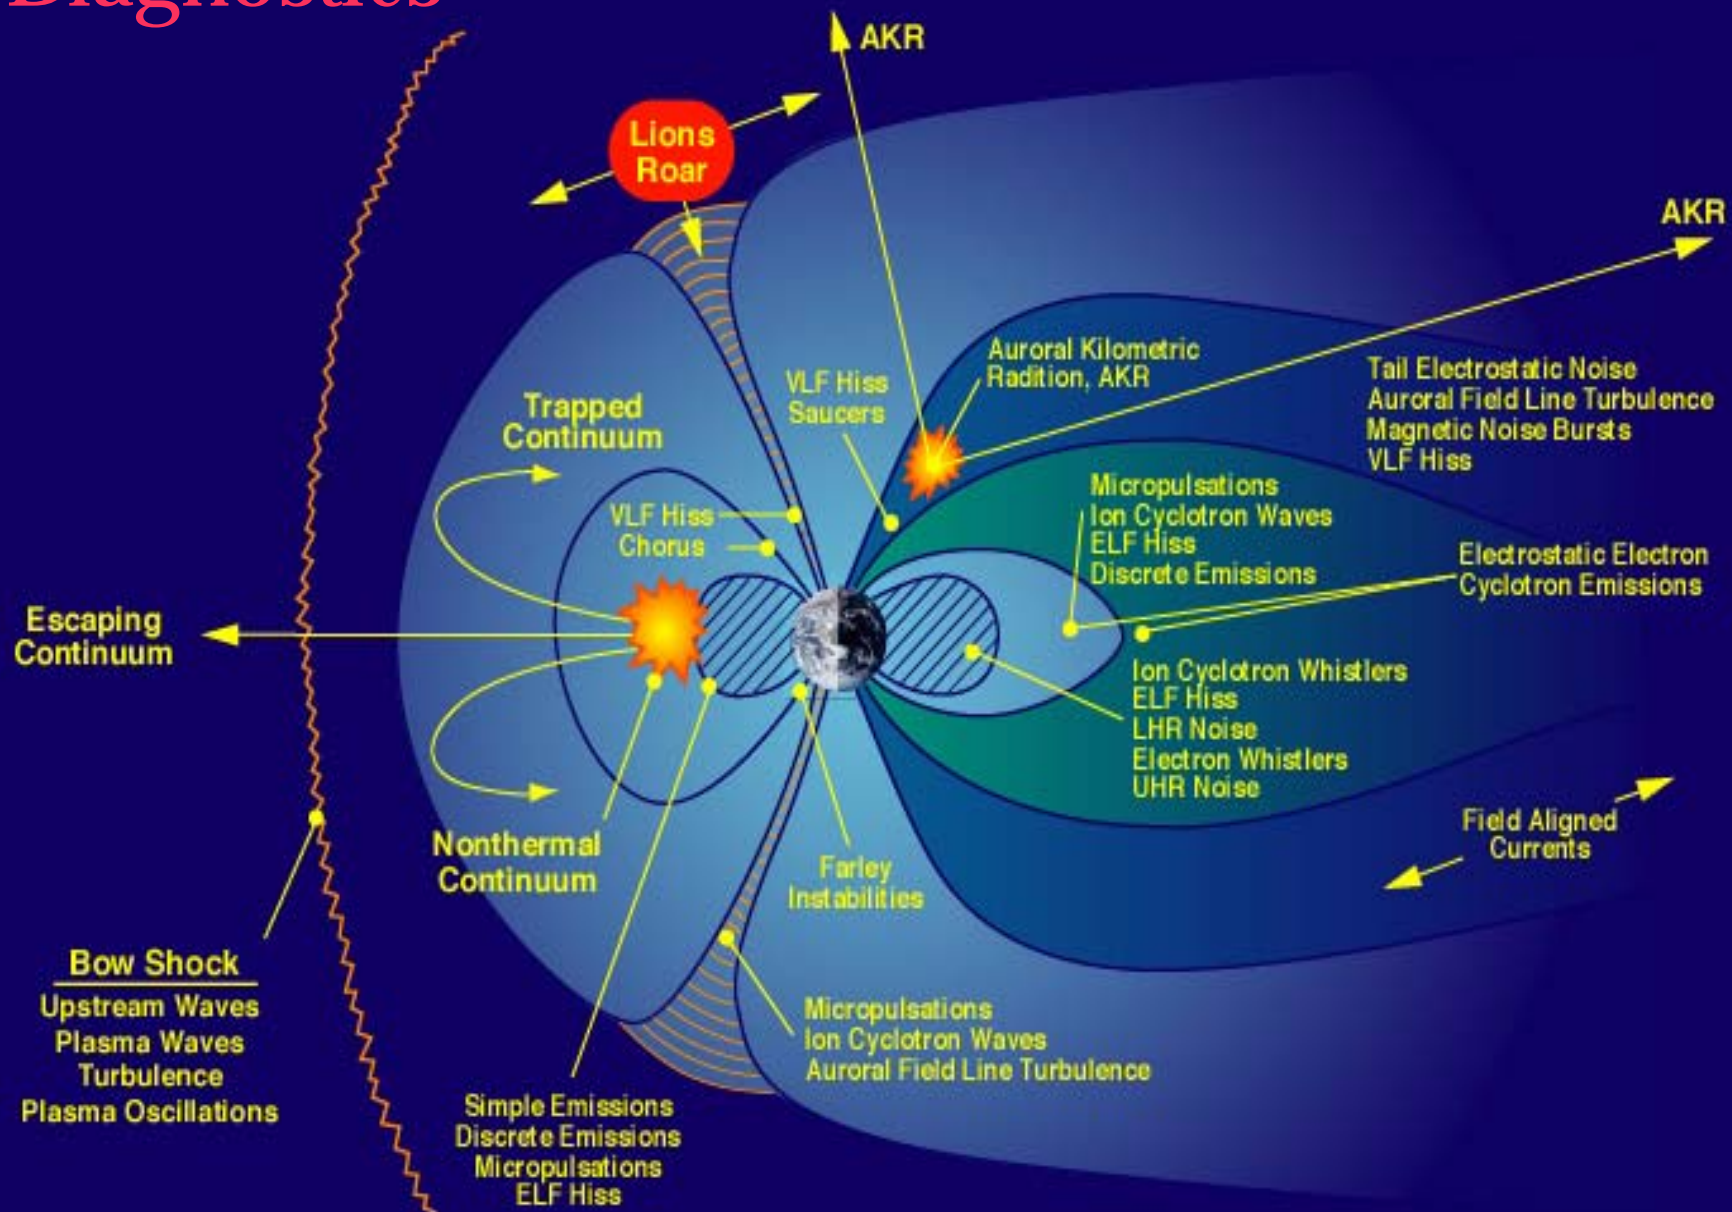 Diagnostics
AKR
Lions
Roar
AKR
Auroral Kilometric
Radition, AKR
VLF Hiss
Saucers
Tail Electrostatic Noise
Auroral Field Line Turbulence
Magnetic Noise Bursts
VLF Hiss
Trapped
Continuum
Micropulsations
Ion Cyclotron Waves
ELF Hiss
Discrete Emissions
VLF Hiss
Chorus
Electrostatic Electron
Cyclotron Emissions
Escaping
Continuum
Ion Cyclotron Whistlers
ELF Hiss
LHR Noise
Electron Whistlers
UHR Noise
Field Aligned
Currents
Nonthermal
Continuum
Farley
Instabilities
Bow Shock
Upstream Waves
Plasma Waves
Turbulence
Plasma Oscillations
Micropulsations
Ion Cyclotron Waves
Auroral Field Line Turbulence
Simple Emissions
Discrete Emissions
Micropulsations
ELF Hiss